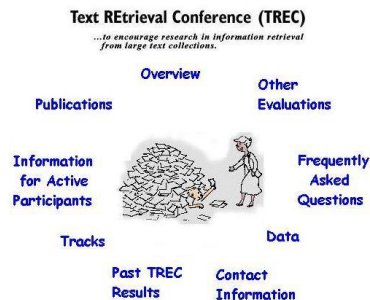 Text REtrieval Conference (TREC)
...to encourage research in information retrieval
from large text collections.
Overview
Other
Evaluations
Publications
Information
for Active
Participants
Frequently
Asked
Questions
Tracks
Data
Past TREC
Results
Contact
Information